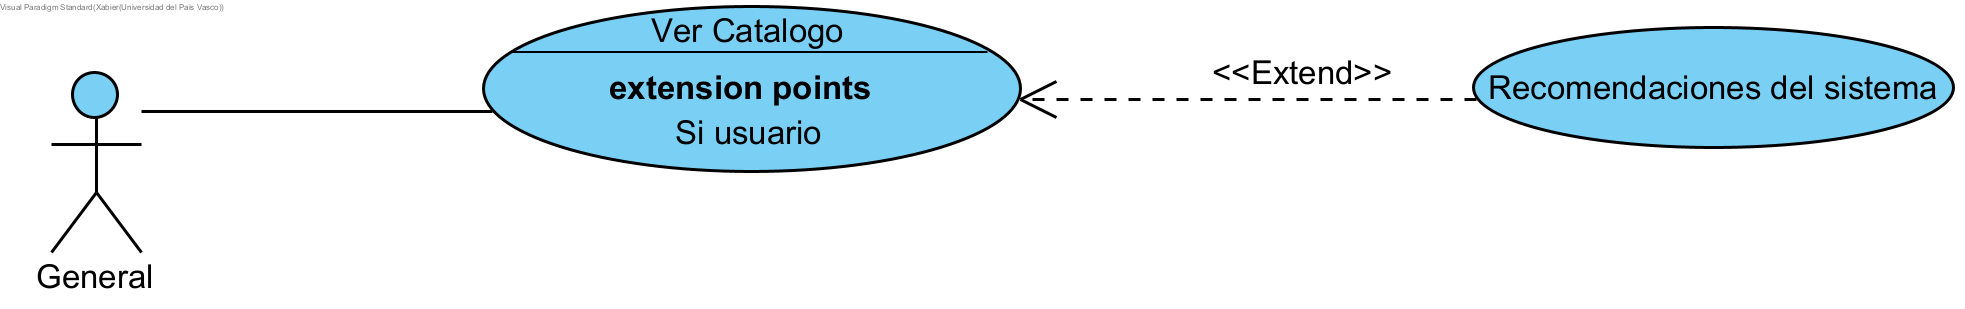 Visual Paradigm Standard(Xabier(Universidad del Pais Vasco))
Ver Catalogo
extension points
Si usuario
<<Extend>>
Recomendaciones del sistema
General